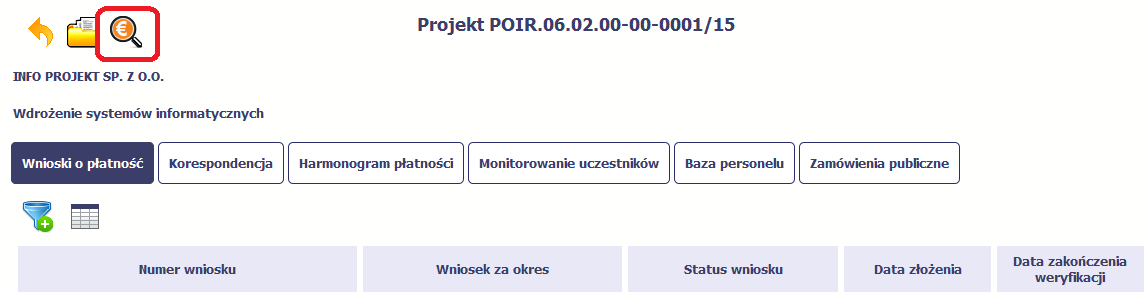 Projekt POIR.06.02.00-00-0001/15
INFO PROJEKT SP. Z O.O.
Wdrożenie systemów informatycznych
Wnioski o płatność Korespondencja Harmonogram płatności Monitorowanie uczestników Baza personelu Zamówienia publiczne
Numer wniosku Wniosek za okres Status wniosku Data złożenia Data zakończenia
weryfikacji